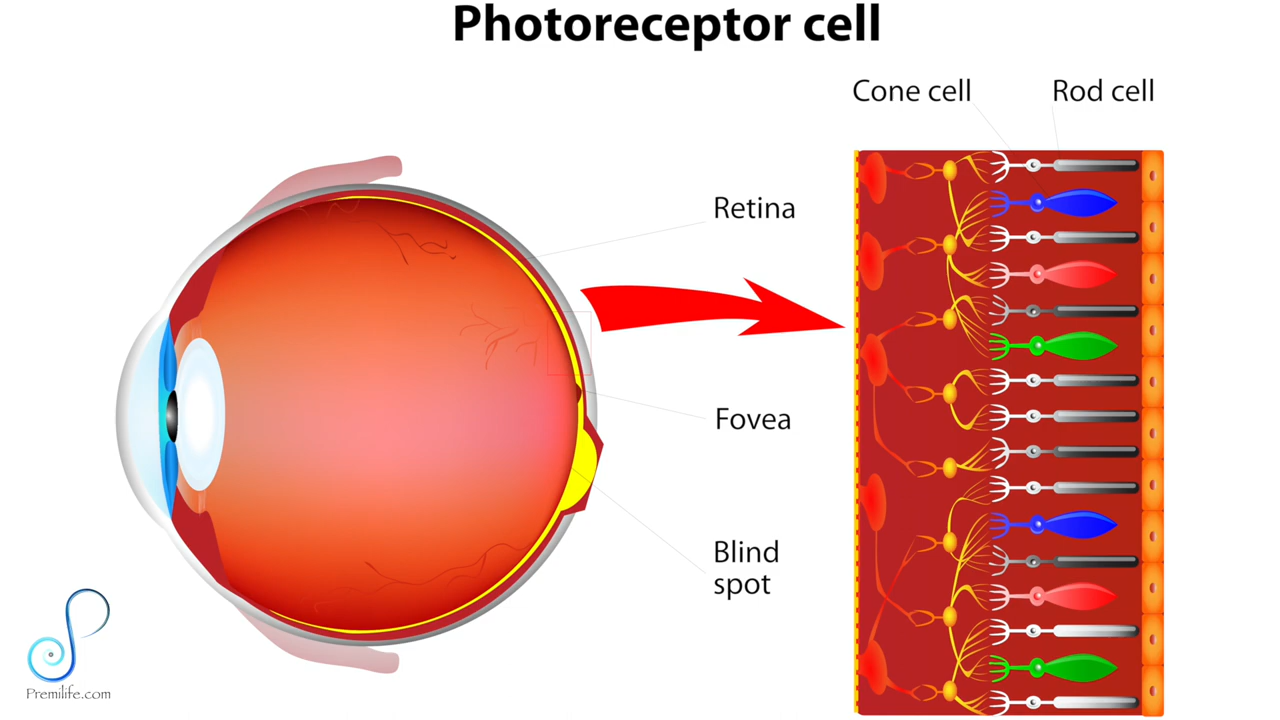 Photoreceptor cell
Cone cell
Rod cell
Retina
Fovea
Blind
spot
Premilife.com